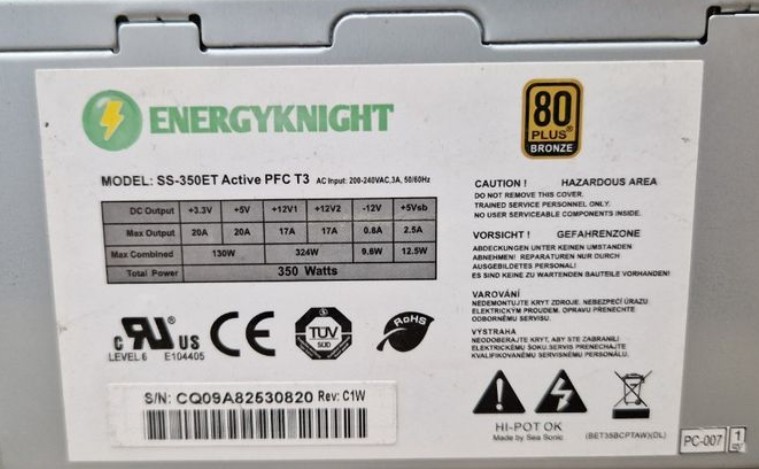 ENERGYKNIGHT
80
PLUS®
BRONZE
MODEL: SS-350ET Active PFC T3 AC Input: 200-240VAC,3A, 50/60Hz
DC Output +3.3V +5V +12V1 +12V2 -12V +5Vsb
Max Output 20A 20A 17A 17A 0.8A 2.5A
Max Combined 130W 324W 9.6W 12.5W
Total Power 350 Watts
CAUTION ! HAZARDOUS AREA
DO NOT REMOVE THIS COVER.
TRAINED SERVICE PERSONNEL ONLY.
NO USER SERVICEABLE COMPONENTS INSIDE.
VORSICHT ! GEFAHRENZONE
ABDECKUNGEN UNTER KEINEN UMSTANDEN
ABNEHMEN! REPARATUREN NUR DURCH
AUSGEBILDETES PERSONAL!
ES SIND KEINE ZU WARTENDEN BAUTEILE VORHANDEN!
VAROVÁNÍ
NEDEMONTUJTE KRYT ZDROJE. NEBEZPEČÍ ÚRAZU
ELEKTRICKÝM PROUDEM. OPRAVU PŘENECHTE
ODBORNÉMU SERVISU.
VÝSTRAHA
NEODOBERAJTE KRYT, ABY STE ZABRÁNILI
ELEKTRICKÉMU ŠOKU. SERVIS PRENECHAJTE
KVALIFIKOVANÉMU SERVISNÉMU PERSONÁLU.
c RU® US
LEVEL 6 E104405
CE
TÜV
SÜD
RoHS
S/N: CQ09A82530820 Rev: C1W
HI-POT OK
Made by Sea Sonic
(BET35BCPTAW)(DL)
PC-007
1